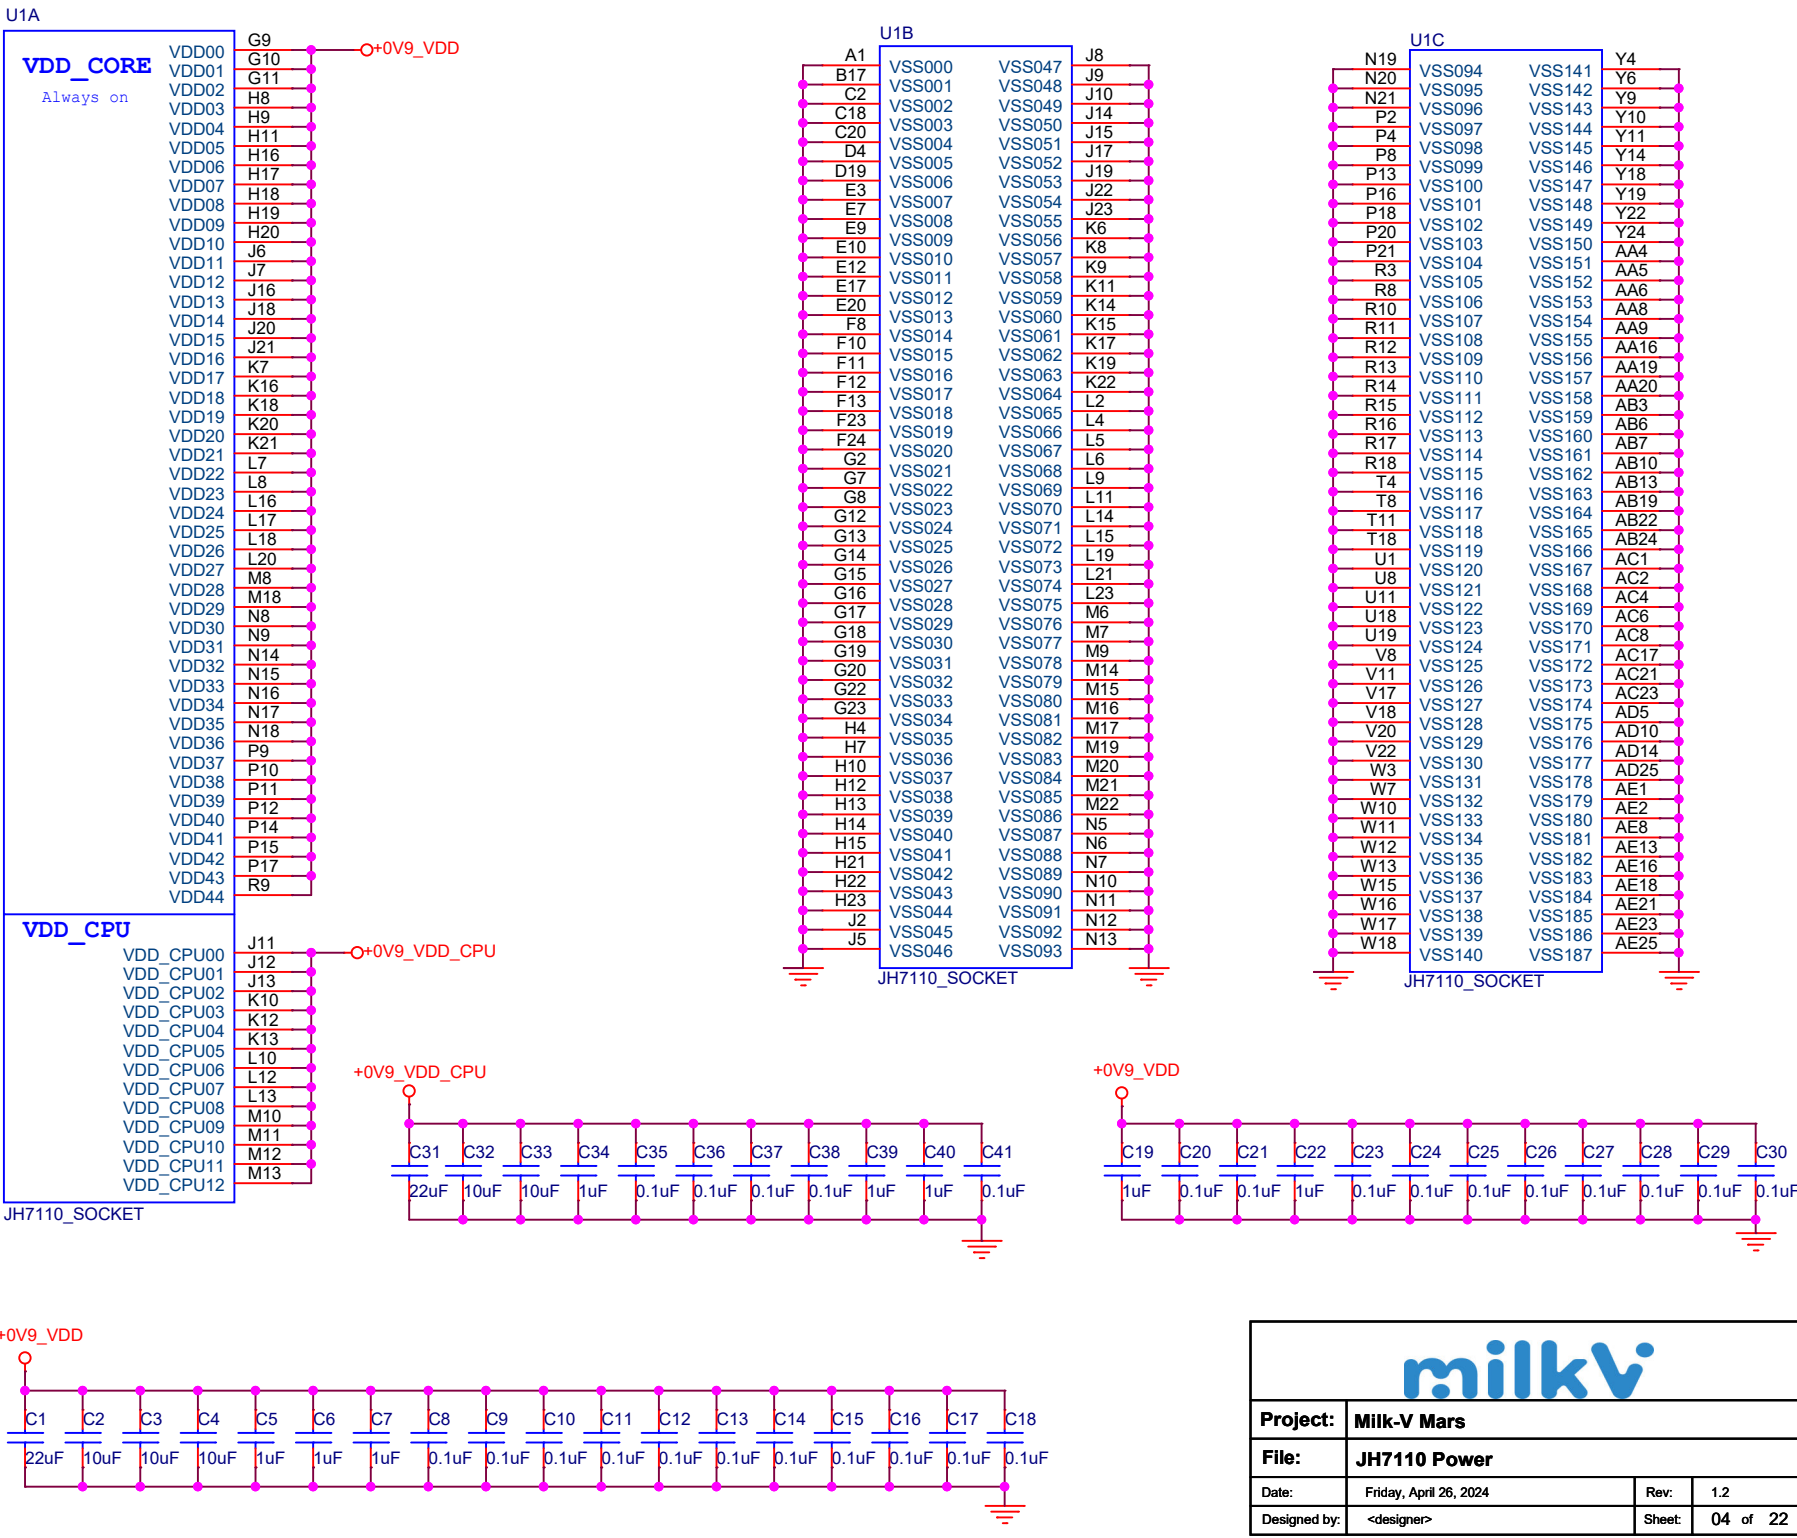 U1A
VDD_CORE
Always on
VDD00 G9
VDD01 G10
VDD02 G11
VDD03 H8
VDD04 H9
VDD05 H11
VDD06 H16
VDD07 H17
VDD08 H18
VDD09 H19
VDD10 H20
VDD11 J6
VDD12 J7
VDD13 J16
VDD14 J18
VDD15 J20
VDD16 J21
VDD17 K7
VDD18 K16
VDD19 K18
VDD20 K20
VDD21 K21
VDD22 L7
VDD23 L8
VDD24 L16
VDD25 L17
VDD26 L18
VDD27 L20
VDD28 M8
VDD29 M18
VDD30 N8
VDD31 N9
VDD32 N14
VDD33 N15
VDD34 N16
VDD35 N17
VDD36 N18
VDD37 P9
VDD38 P10
VDD39 P11
VDD40 P12
VDD41 P14
VDD42 P15
VDD43 P17
VDD44 R9
+0V9_VDD
VDD_CPU
VDD_CPU00 J11
VDD_CPU01 J12
VDD_CPU02 J13
VDD_CPU03 K10
VDD_CPU04 K12
VDD_CPU05 K13
VDD_CPU06 L10
VDD_CPU07 L12
VDD_CPU08 L13
VDD_CPU09 M10
VDD_CPU10 M11
VDD_CPU11 M12
VDD_CPU12 M13
+0V9_VDD_CPU
JH7110_SOCKET
U1B
A1 VSS000 VSS047 J8
B17 VSS001 VSS048 J9
C2 VSS002 VSS049 J10
C18 VSS003 VSS050 J14
C20 VSS004 VSS051 J15
D4 VSS005 VSS052 J17
D19 VSS006 VSS053 J19
E3 VSS007 VSS054 J22
E7 VSS008 VSS055 J23
E9 VSS009 VSS056 K6
E10 VSS010 VSS057 K8
E12 VSS011 VSS058 K9
E17 VSS012 VSS059 K11
E20 VSS013 VSS060 K14
F8 VSS014 VSS061 K15
F10 VSS015 VSS062 K17
F11 VSS016 VSS063 K19
F12 VSS017 VSS064 K22
F13 VSS018 VSS065 L2
F23 VSS019 VSS066 L4
F24 VSS020 VSS067 L5
G2 VSS021 VSS068 L6
G7 VSS022 VSS069 L9
G8 VSS023 VSS070 L11
G12 VSS024 VSS071 L14
G13 VSS025 VSS072 L15
G14 VSS026 VSS073 L19
G15 VSS027 VSS074 L21
G16 VSS028 VSS075 L23
G17 VSS029 VSS076 M6
G18 VSS030 VSS077 M7
G19 VSS031 VSS078 M9
G20 VSS032 VSS079 M14
G22 VSS033 VSS080 M15
G23 VSS034 VSS081 M16
H4 VSS035 VSS082 M17
H7 VSS036 VSS083 M19
H10 VSS037 VSS084 M20
H12 VSS038 VSS085 M21
H13 VSS039 VSS086 M22
H14 VSS040 VSS087 N5
H15 VSS041 VSS088 N6
H21 VSS042 VSS089 N7
H22 VSS043 VSS090 N10
H23 VSS044 VSS091 N11
J2 VSS045 VSS092 N12
J5 VSS046 VSS093 N13
JH7110_SOCKET
U1C
N19 VSS094 VSS141 Y4
N20 VSS095 VSS142 Y6
N21 VSS096 VSS143 Y9
P2 VSS097 VSS144 Y10
P4 VSS098 VSS145 Y11
P8 VSS099 VSS146 Y14
P13 VSS100 VSS147 Y18
P16 VSS101 VSS148 Y19
P18 VSS102 VSS149 Y22
P20 VSS103 VSS150 Y24
P21 VSS104 VSS151 AA4
R3 VSS105 VSS152 AA5
R8 VSS106 VSS153 AA6
R10 VSS107 VSS154 AA8
R11 VSS108 VSS155 AA9
R12 VSS109 VSS156 AA16
R13 VSS110 VSS157 AA19
R14 VSS111 VSS158 AA20
R15 VSS112 VSS159 AB3
R16 VSS113 VSS160 AB6
R17 VSS114 VSS161 AB7
R18 VSS115 VSS162 AB10
T4 VSS116 VSS163 AB13
T8 VSS117 VSS164 AB19
T11 VSS118 VSS165 AB22
T18 VSS119 VSS166 AB24
U1 VSS120 VSS167 AC1
U8 VSS121 VSS168 AC2
U11 VSS122 VSS169 AC4
U18 VSS123 VSS170 AC6
U19 VSS124 VSS171 AC8
V8 VSS125 VSS172 AC17
V11 VSS126 VSS173 AC21
V17 VSS127 VSS174 AC23
V18 VSS128 VSS175 AD5
V20 VSS129 VSS176 AD10
V22 VSS130 VSS177 AD14
W3 VSS131 VSS178 AD25
W7 VSS132 VSS179 AE1
W10 VSS133 VSS180 AE2
W11 VSS134 VSS181 AE8
W12 VSS135 VSS182 AE13
W13 VSS136 VSS183 AE16
W15 VSS137 VSS184 AE18
W16 VSS138 VSS185 AE21
W17 VSS139 VSS186 AE23
W18 VSS140 VSS187 AE25
JH7110_SOCKET
+0V9_VDD_CPU
C31 C32 C33 C34 C35 C36 C37 C38 C39 C40 C41
22uF 10uF 10uF 1uF 0.1uF 0.1uF 0.1uF 0.1uF 1uF 1uF 0.1uF
+0V9_VDD
C19 C20 C21 C22 C23 C24 C25 C26 C27 C28 C29 C30
1uF 0.1uF 0.1uF 1uF 0.1uF 0.1uF 0.1uF 0.1uF 0.1uF 0.1uF 0.1uF 0.1uF
+0V9_VDD
C1 C2 C3 C4 C5 C6 C7 C8 C9 C10 C11 C12 C13 C14 C15 C16 C17 C18
22uF 10uF 10uF 10uF 1uF 1uF 1uF 0.1uF 0.1uF 0.1uF 0.1uF 0.1uF 0.1uF 0.1uF 0.1uF 0.1uF 0.1uF 0.1uF
milkV
Project: Milk-V Mars
File: JH7110 Power
Date: Friday, April 26, 2024 Rev: 1.2
Designed by: <designer> Sheet: 04 of 22